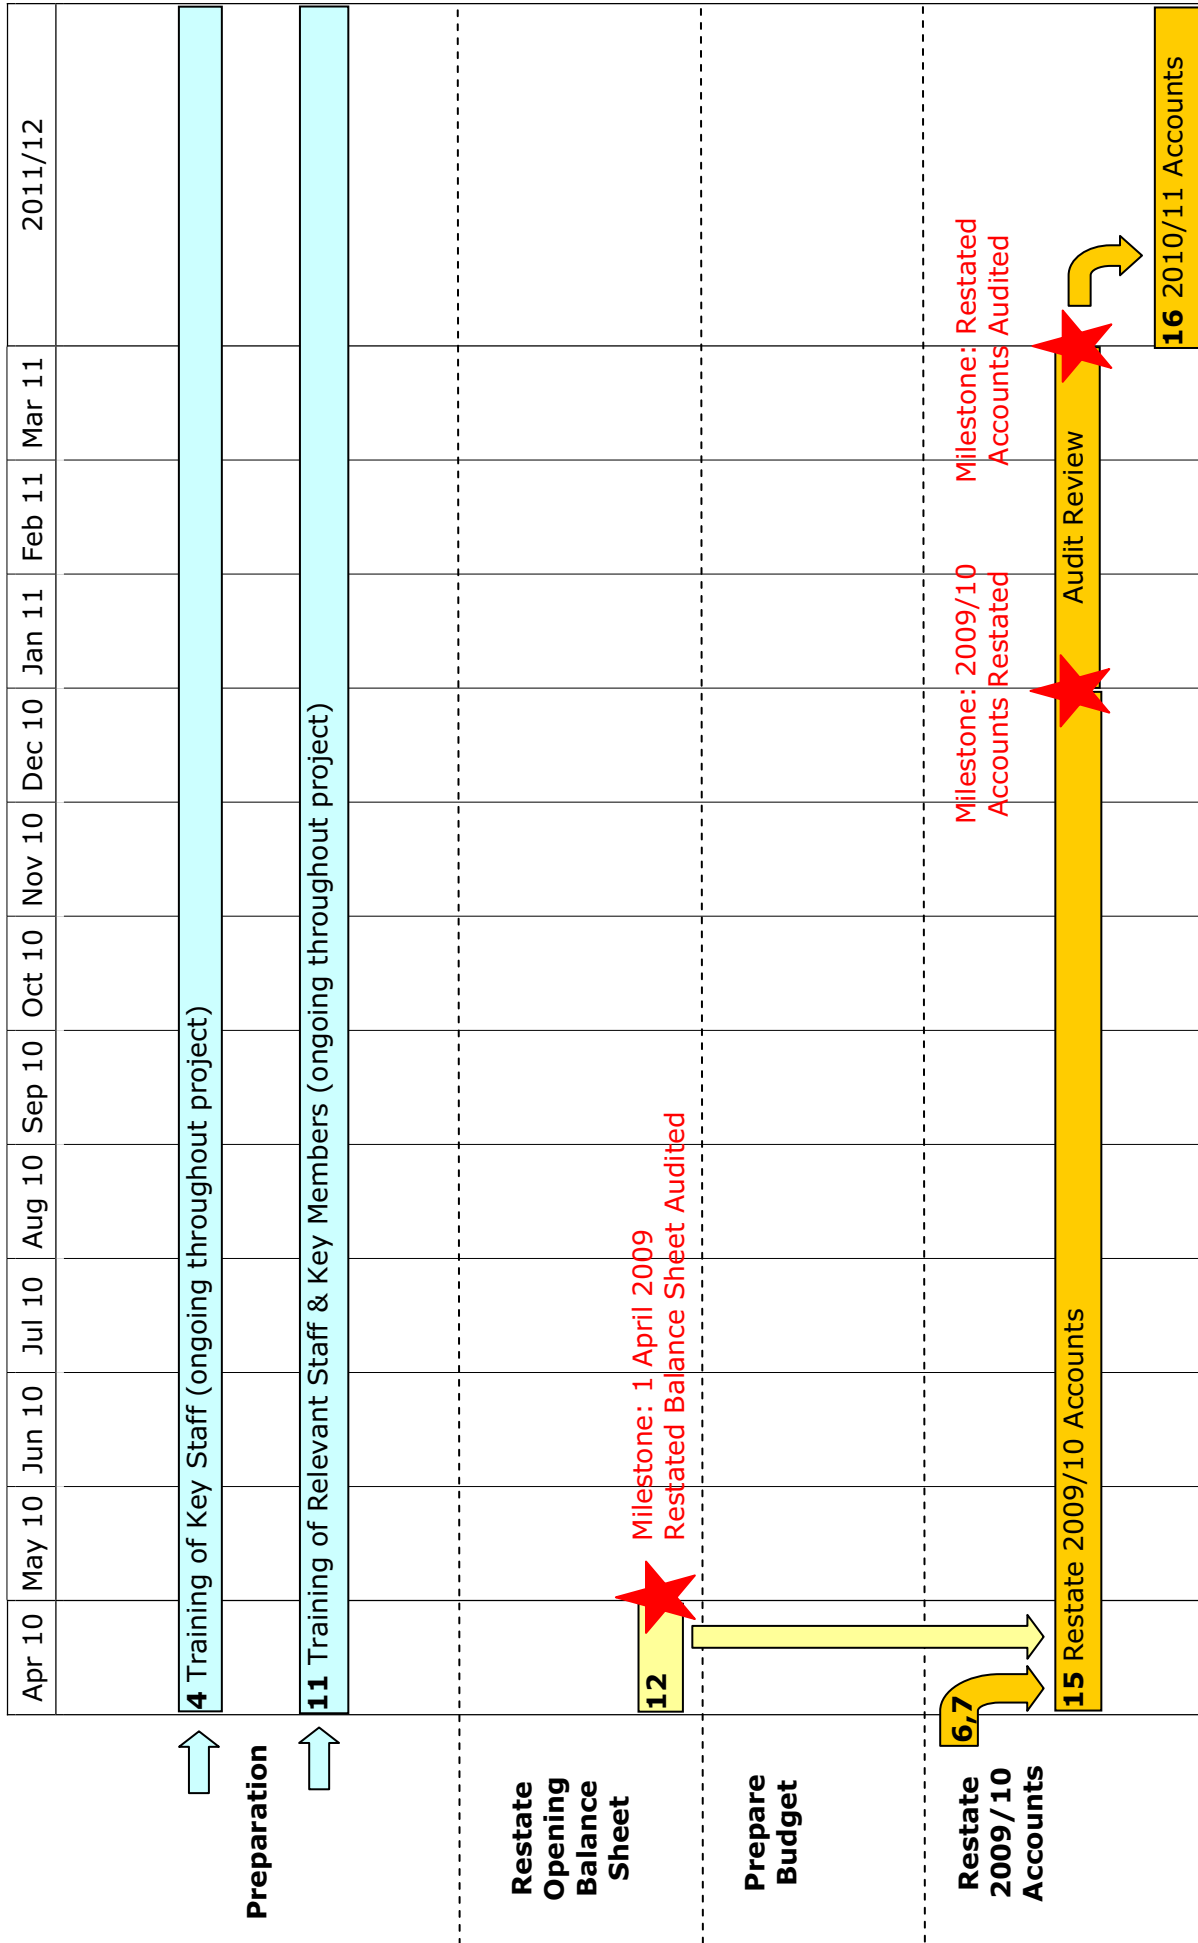 Apr 10
May 10
Jun 10
Jul 10
Aug 10
Sep 10
Oct 10
Nov 10
Dec 10
Jan 11
Feb 11
Mar 11
2011/12
Preparation
4 Training of Key Staff (ongoing throughout project)
11 Training of Relevant Staff & Key Members (ongoing throughout project)
Restate
Opening
Balance
Sheet
12
Milestone: 1 April 2009
Restated Balance Sheet Audited
Prepare
Budget
Restate
2009/10
Accounts
6,7
Milestone: 2009/10
Accounts Restated
Milestone: Restated
Accounts Audited
15 Restate 2009/10 Accounts
Audit Review
16 2010/11 Accounts